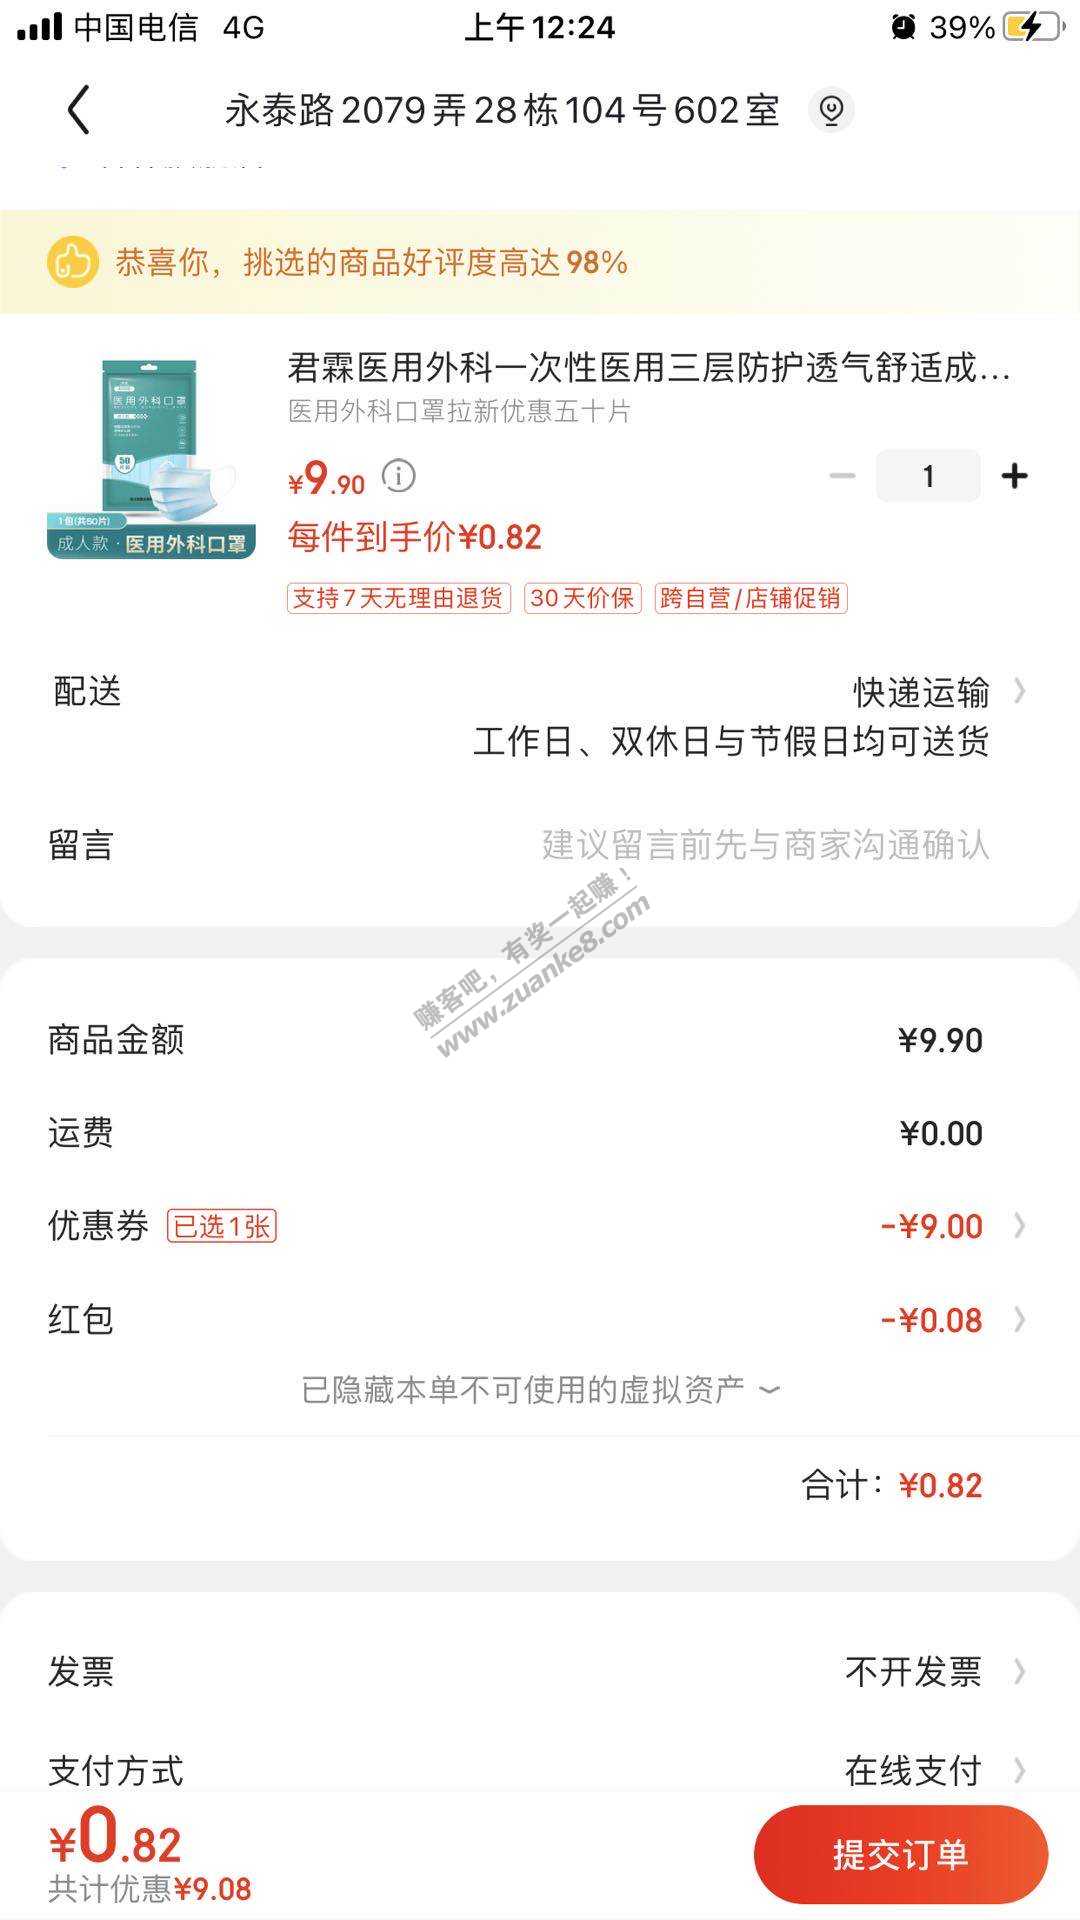 中国电信 4G 上午12:24 39%
永泰路2079弄28栋104号602室
恭喜你，挑选的商品好评度高达98%
君霖医用外科一次性医用三层防护透气舒适成...
医用外科口罩拉新优惠五十片
¥9.90
1
每件到手价¥0.82
支持7天无理由退货 30天价保 跨自营/店铺促销
医用外科口罩
50
1包(共50片)
成人款·医用外科口罩
配送 快递运输
工作日、双休日与节假日均可送货
留言 建议留言前先与商家沟通确认
赚客吧，有奖一起赚！
www.zuanke8.com
商品金额 ¥9.90
运费 ¥0.00
优惠券 已选1张 -¥9.00
红包 -¥0.08
已隐藏本单不可使用的虚拟资产
合计：¥0.82
发票 不开发票
支付方式 在线支付
¥0.82
共计优惠¥9.08
提交订单